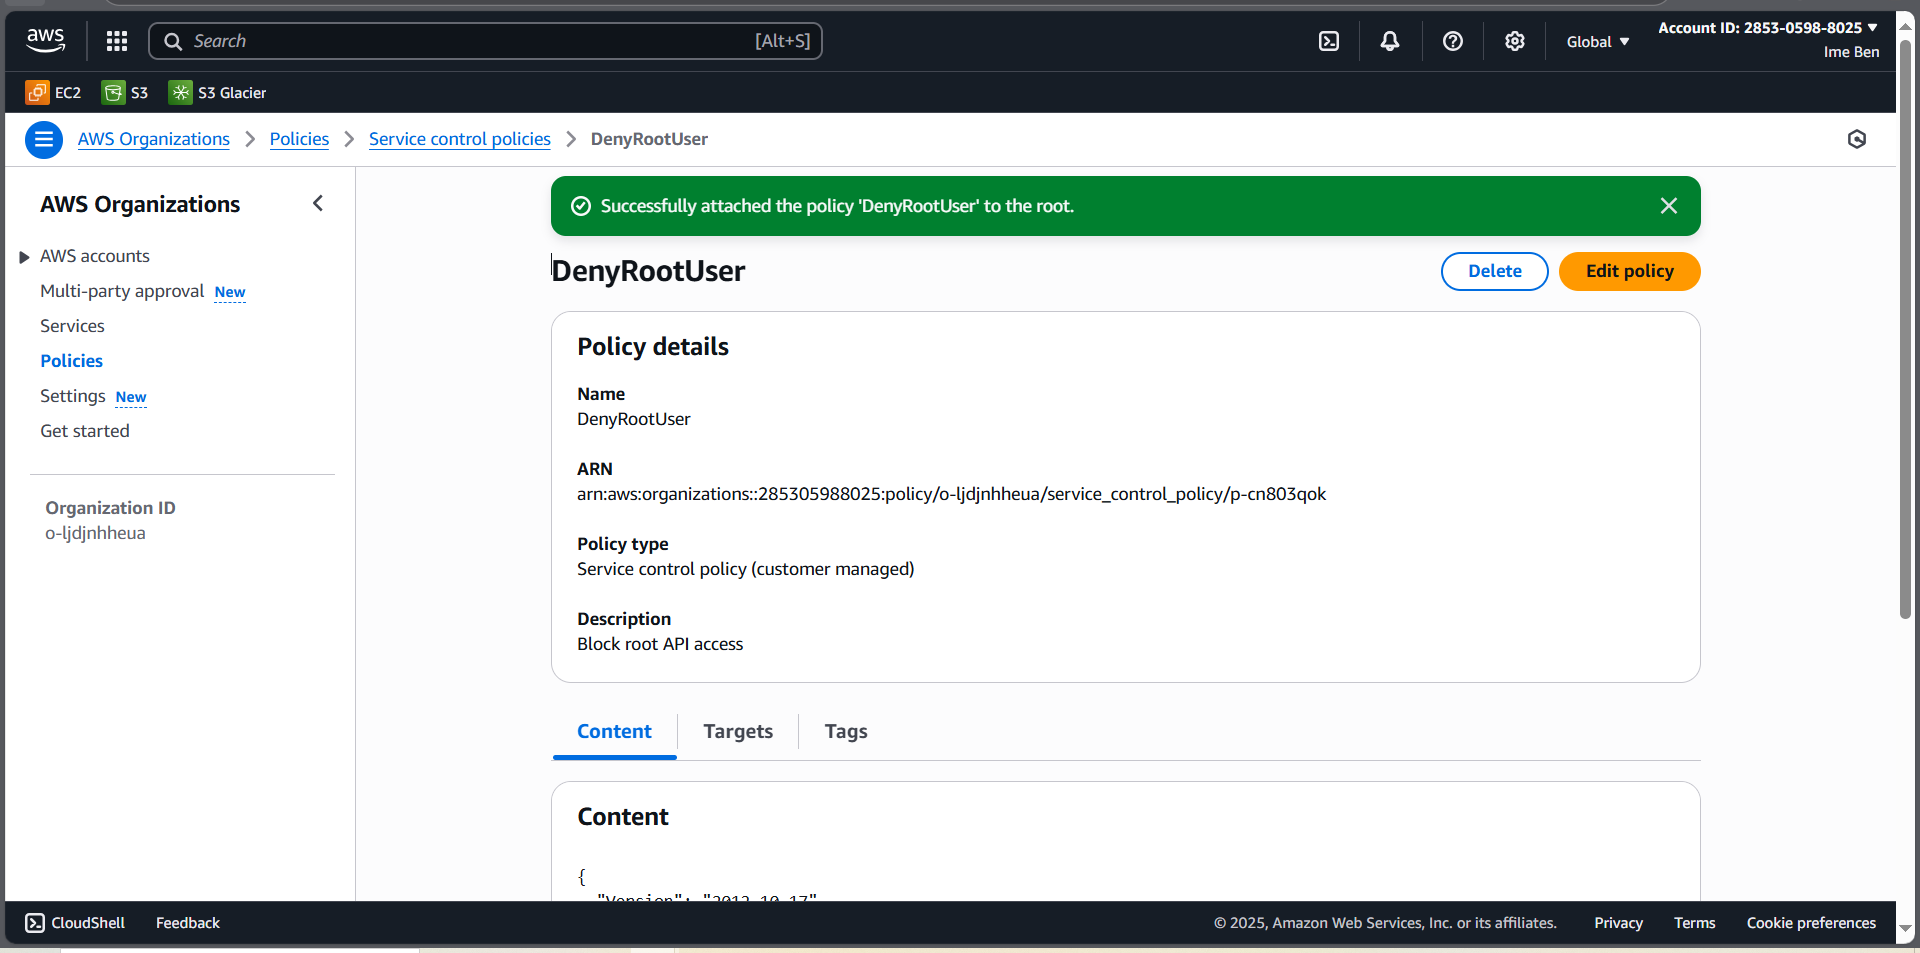 aws
Search
[Alt+S]
Global
Account ID: 2853-0598-8025
Ime Ben
EC2
S3
S3 Glacier
AWS Organizations
Policies
Service control policies
DenyRootUser
AWS Organizations
AWS accounts
Multi-party approval New
Services
Policies
Settings New
Get started
Organization ID
o-ljdjnhheua
Successfully attached the policy 'DenyRootUser' to the root.
DenyRootUser
Delete
Edit policy
Policy details
Name
DenyRootUser
ARN
arn:aws:organizations::285305988025:policy/o-ljdjnhheua/service_control_policy/p-cn803qok
Policy type
Service control policy (customer managed)
Description
Block root API access
Content
Targets
Tags
Content
{
"Version": "2012-10-17"
CloudShell
Feedback
© 2025, Amazon Web Services, Inc. or its affiliates.
Privacy
Terms
Cookie preferences